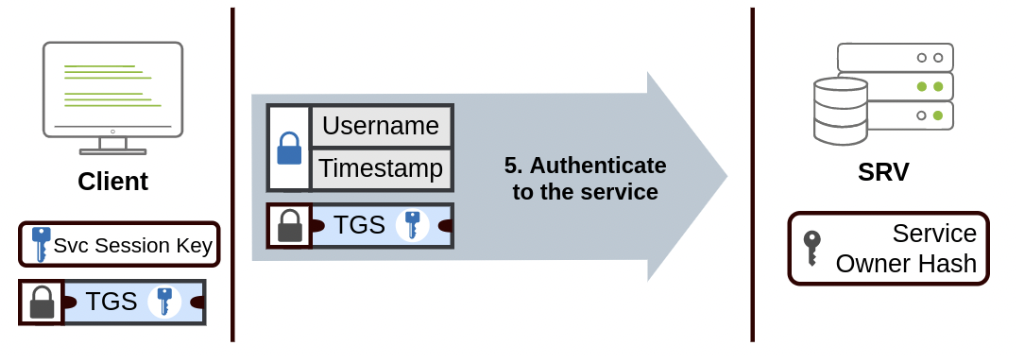 Client
Svc Session Key
TGS
Username
Timestamp
TGS
5. Authenticate
to the service
SRV
Service
Owner Hash